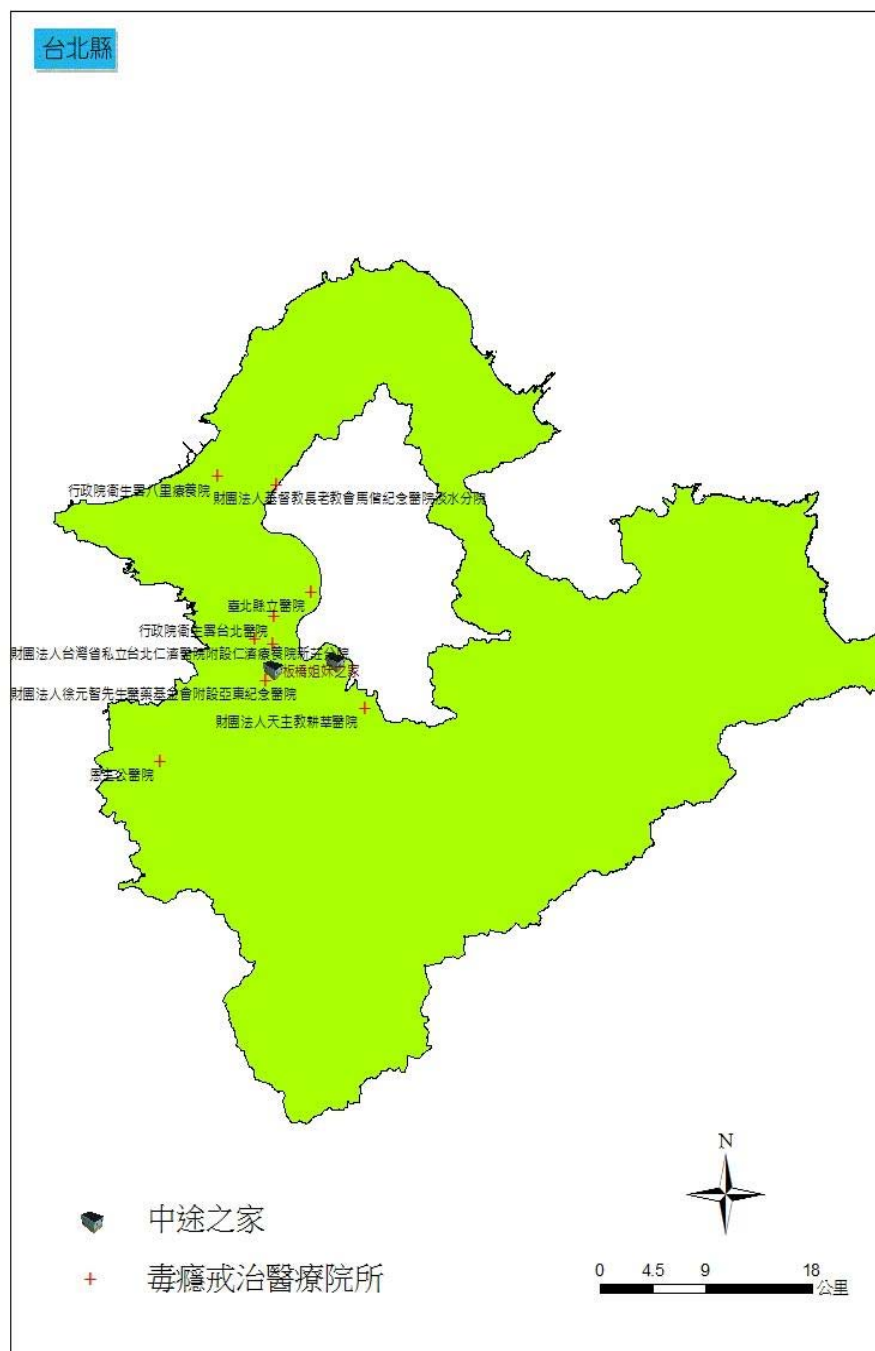 台北縣
行政院衛生署八里療養院
財團法人基督教長老教會馬偕紀念醫院淡水分院
臺北縣立醫院
行政院衛生署台北醫院
財團法人台灣省私立台北仁濟醫院附設仁濟療養院新莊分院
板橋姐妹之家
財團法人徐元智先生醫藥基金會附設亞東紀念醫院
財團法人天主教耕莘醫院
恩主公醫院
N
中途之家
毒癮戒治醫療院所
0 4.5 9 18
公里